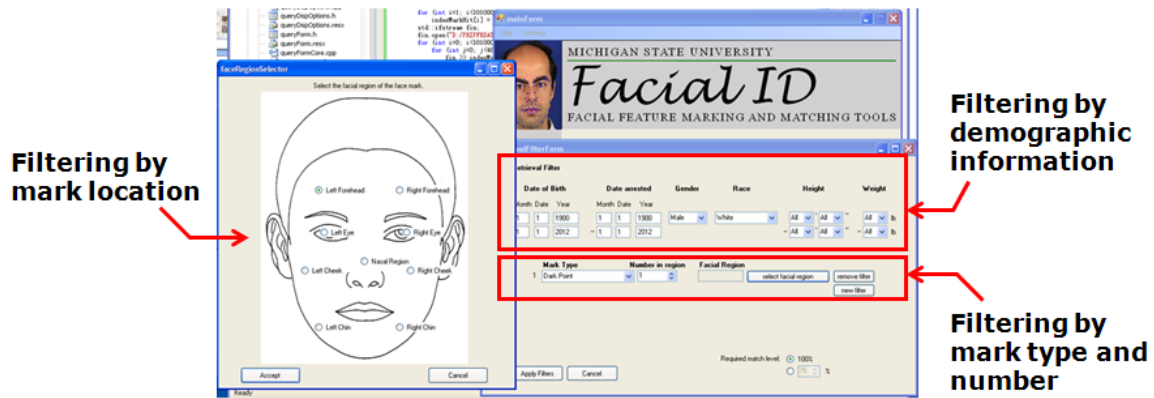 queryDispOptions.h
queryDispOptions.resx
queryForm.h
queryForm.resx
queryFormCore.cpp
mainForm
File Settings
MICHIGAN STATE UNIVERSITY
Facial ID
FACIAL FEATURE MARKING AND MATCHING TOOLS
faceRegionSelector
Select the facial region of the face mark.
Left Forehead
Right Forehead
Left Eye
Right Eye
Nasal Region
Left Cheek
Right Cheek
Left Chin
Right Chin
Accept
Cancel
Ready
Filtering by
mark location
Retrieval Filter
Date of Birth Date arrested Gender Race Height Weight
Month Date Year Month Date Year
1 1 1900 1 1 1900 Male White All ' All " All lb
1 1 2012 - 1 1 2012 - All ' All " - All lb
Mark Type Number in region Facial Region
1 Dark Point 1 select facial region remove filter
new filter
Required match level: 100%
75 %
Apply Filters Cancel
Filtering by
demographic
information
Filtering by
mark type and
number